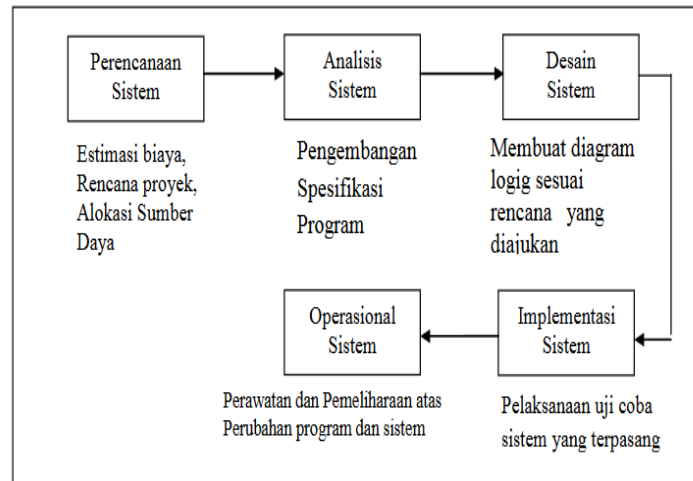 Perencanaan
Sistem
Estimasi biaya,
Rencana proyek,
Alokasi Sumber
Daya
Analisis
Sistem
Pengembangan
Spesifikasi
Program
Desain
Sistem
Membuat diagram
logig sesuai
rencana yang
diajukan
Implementasi
Sistem
Pelaksanaan uji coba
sistem yang terpasang
Operasional
Sistem
Perawatan dan Pemeliharaan atas
Perubahan program dan sistem